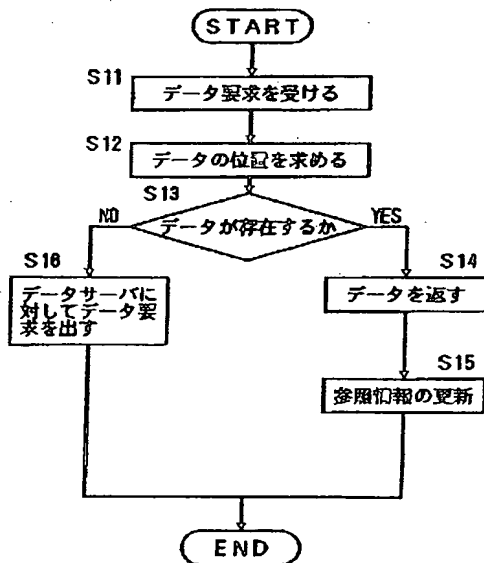 START
S11
データ要求を受ける
S12
データの位置を求める
S13
データが存在するか
NO
YES
S16
データサーバに
対してデータ要
求を出す
S14
データを返す
S15
参照情報の更新
END